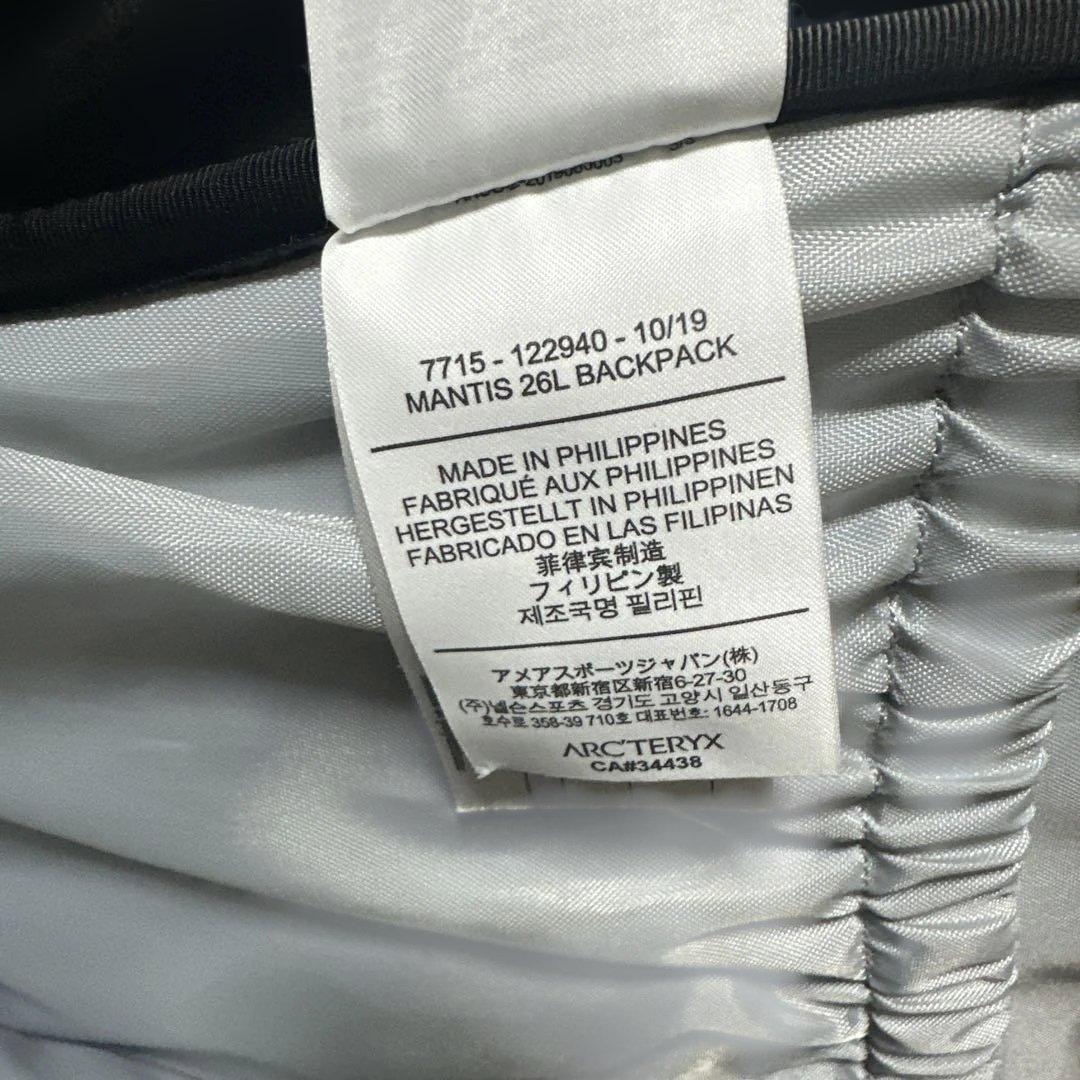 7715 - 122940 - 10/19
MANTIS 26L BACKPACK
MADE IN PHILIPPINES
FABRIQUÉ AUX PHILIPPINES
HERGESTELLT IN PHILIPPINEN
FABRICADO EN LAS FILIPINAS
菲律宾制造
フィリピン製
제조국명 필리핀
アメアスポーツジャパン(株)
東京都新宿区新宿6-27-30
(주)넬슨스포츠 경기도 고양시 일산동구
호수로 358-39 710호 대표번호: 1644-1708
ARC'TERYX
CA#34438